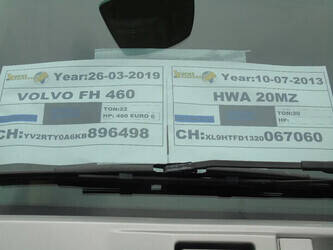 Year:26-03-2019
VOLVO FH 460
TON:22
HP: 460 EURO 6
CH:YV2RTY0A6KB896498
Year:10-07-2013
HWA 20MZ
TON:20
HP:
CH:XL9HTFD1320067060